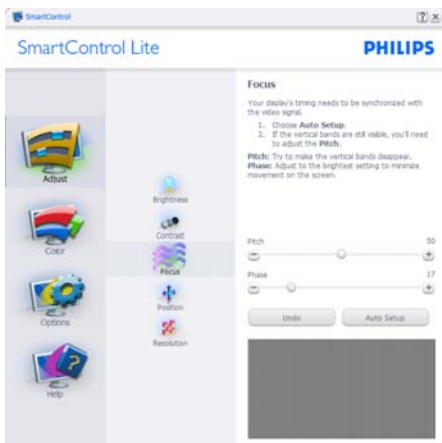 SmartControl
SmartControl Lite
PHILIPS
Adjust
Color
Options
Help
Brightness
Contrast
Focus
Position
Resolution
Focus
Your display's timing needs to be synchronized with
the video signal.
1. Choose Auto Setup.
2. If the vertical bands are still visible, you'll need
to adjust the Pitch.
Pitch: Try to make the vertical bands disappear.
Phase: Adjust to the brightest setting to minimize
movement on the screen.
Pitch 50
Phase 17
Undo Auto Setup